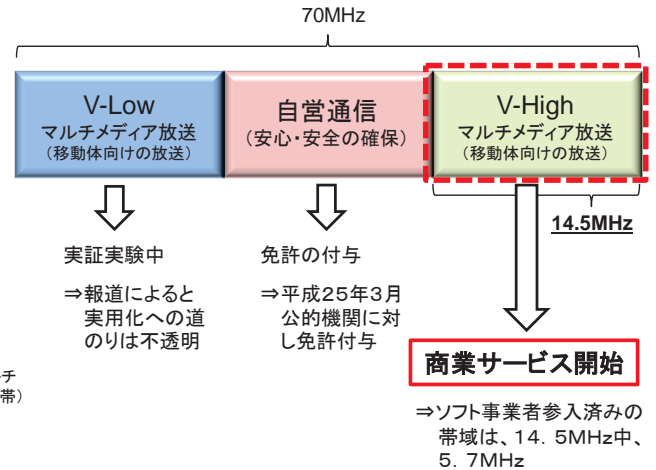 70MHz
V-Low
マルチメディア放送
(移動体向けの放送)
自営通信
(安心・安全の確保)
V-High
マルチメディア放送
(移動体向けの放送)
14.5MHz
実証実験中
⇒報道によると
実用化への道
のりは不透明
免許の付与
⇒平成25年3月
公的機関に対
し免許付与
商業サービス開始
チ
帯)
⇒ソフト事業者参入済みの
帯域は、14. 5MHz中、
5. 7MHz